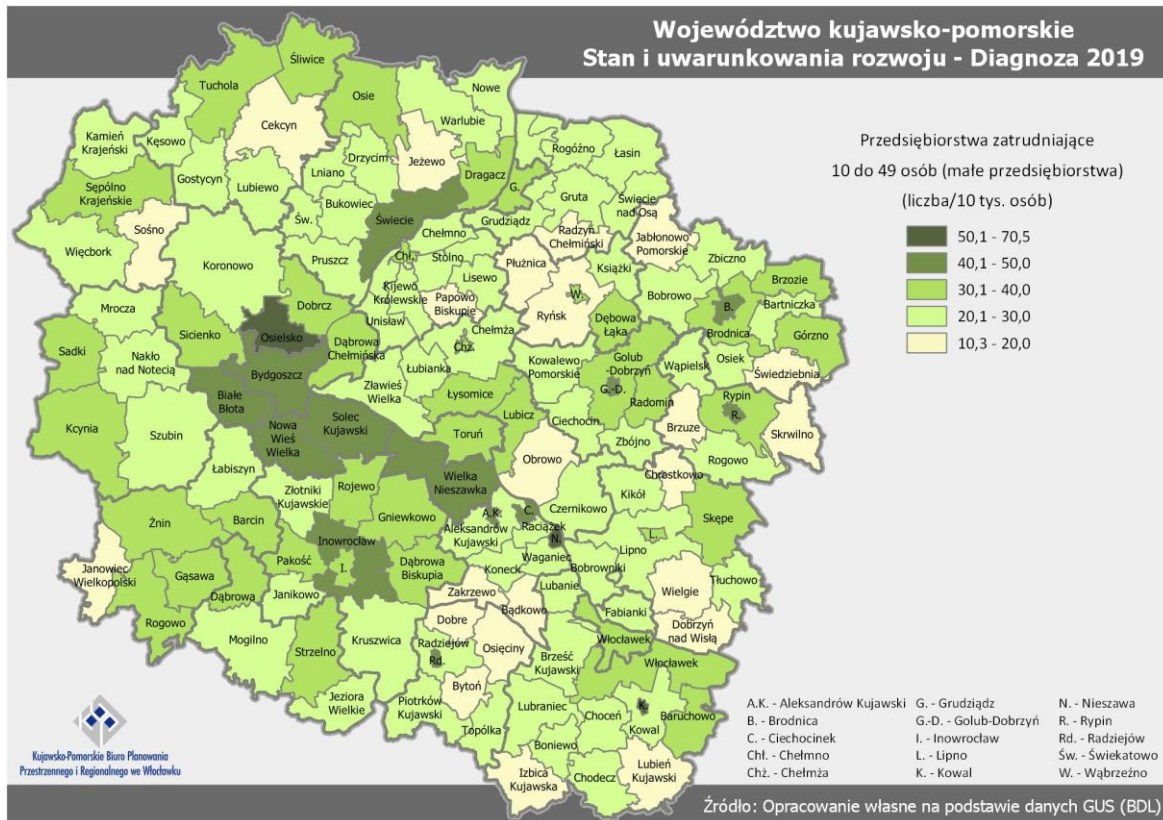 Województwo kujawsko-pomorskie
Stan i uwarunkowania rozwoju - Diagnoza 2019
Przedsiębiorstwa zatrudniające
10 do 49 osób (małe przedsiębiorstwa)
(liczba/10 tys. osób)
50,1 - 70,5
40,1 - 50,0
30,1 - 40,0
20,1 - 30,0
10,3 - 20,0
Śliwice
Tuchola
Osie
Nowe
Cekcyn
Warlubie
Kamień
Krajeński
Kęsowo
Jeżewo
Rogóźno
Łasin
Drzycim
Lniano
Dragacz
G.
Gostycyn
Lubiewo
Sępólno
Krajeńskie
Bukowiec
Gruta
Świecie
nad Osą
Św.
Świecie
Grudziądz
Sośno
Chełmno
Radzyń
Chełmiński
Jabłonowo
Pomorskie
Więcbork
Koronowo
Pruszcz
Chł.
Stolno
Płużnica
Książki
Zbiczno
Lisewo
Kijewo
Królewskie
Papowo
Biskupie
W.
Bobrowo
Brzozie
Bartniczka
Mrocza
Dobrcz
Unisław
Ryńsk
B.
Brodnica
Sicienko
Osielsko
Chełmża
Dębowa
Łąka
Górzno
Dąbrowa
Chełmińska
Chż.
Sadki
Nakło
nad Notecią
Bydgoszcz
Łubianka
Kowalewo
Pomorskie
Golub
-Dobrzyń
Wąpielsk
Osiek
Świedziebnia
Zławieś
Wielka
G.-D.
Białe
Błota
Łysomice
Radomin
Rypin
R.
Kcynia
Szubin
Solec
Kujawski
Lubicz
Ciechocin
Brzuze
Skrwilno
Nowa
Wieś
Wielka
Toruń
Zbójno
Obrowo
Rogowo
Łabiszyn
Wielka
Nieszawka
Chrostkowo
Złotniki
Kujawskie
Rojewo
Kikół
Czernikowo
Gniewkowo
A.K.
C.
Raciążek
Skępe
Żnin
Barcin
Aleksandrów
Kujawski
N.
L.
Inowrocław
Waganiec
Lipno
Janowiec
Wielkopolski
Gąsawa
Pakość
I.
Dąbrowa
Biskupia
Koneck
Bobrowniki
Tłuchowo
Dąbrowa
Janikowo
Zakrzewo
Lubanie
Wielgie
Rogowo
Bądkowo
Fabianki
Dobre
Dobrzyń
nad Wisłą
Mogilno
Strzelno
Kruszwica
Radziejów
Rd.
Osięciny
Włocławek
Brześć
Kujawski
Włocławek
Bytoń
Jeziora
Wielkie
Piotrków
Kujawski
Lubraniec
Choceń
K.
Kowal
Baruchowo
Topólka
Boniewo
Izbica
Kujawska
Chodecz
Lubień
Kujawski
Kujawsko-Pomorskie Biuro Planowania
Przestrzennego i Regionalnego we Włocławku
A.K. - Aleksandrów Kujawski
B. - Brodnica
C. - Ciechocinek
Chł. - Chełmno
Chż. - Chełmża
G. - Grudziądz
G.-D. - Golub-Dobrzyń
I. - Inowrocław
L. - Lipno
K. - Kowal
N. - Nieszawa
R. - Rypin
Rd. - Radziejów
Św. - Świekatowo
W. - Wąbrzeźno
Źródło: Opracowanie własne na podstawie danych GUS (BDL)